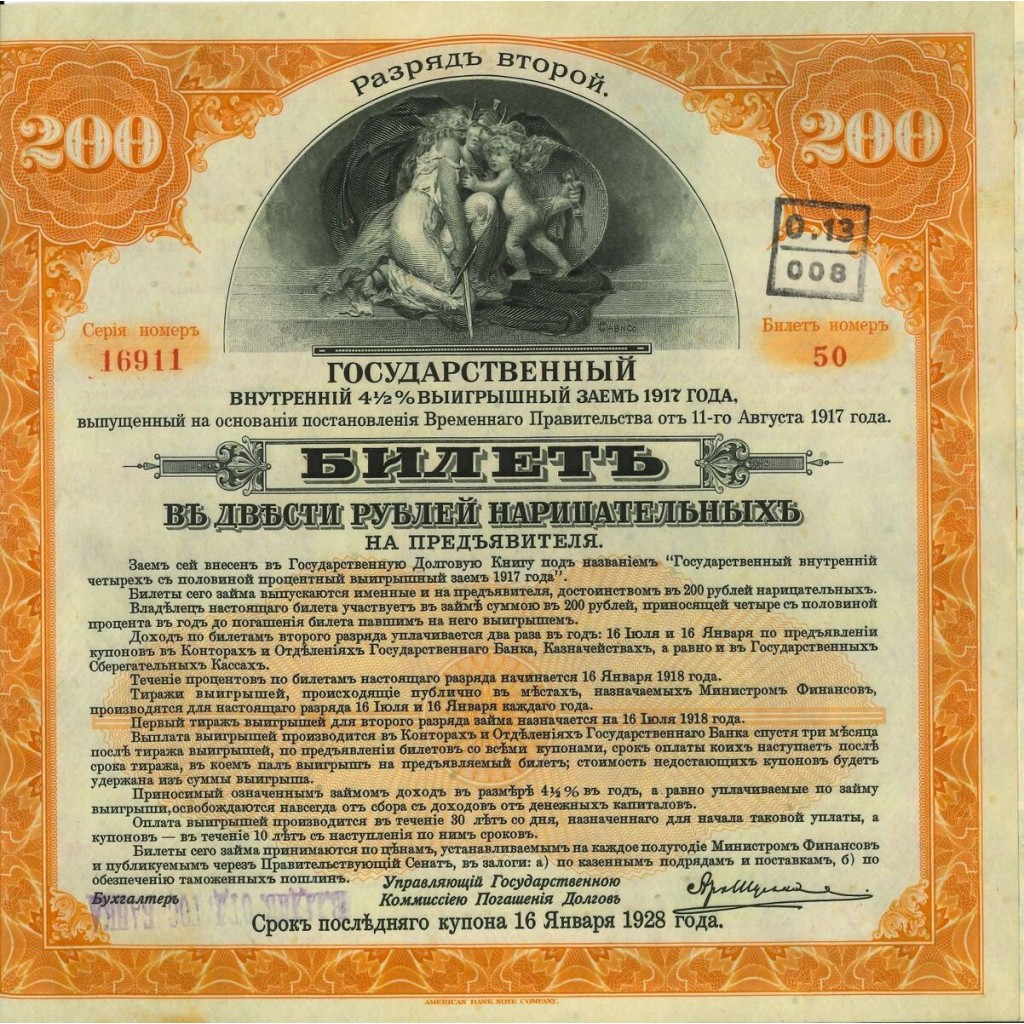 Разрядъ второй.
200
200
0.13
008
Серія номеръ
16911
Билетъ номеръ
50
ГОСУДАРСТВЕННЫЙ
ВНУТРЕННІЙ 4½% ВЫИГРЫШНЫЙ ЗАЕМЪ 1917 ГОДА,
выпущенный на основаніи постановленія Временнаго Правительства отъ 11-го Августа 1917 года.
БИЛЕТЪ
ВЪ ДВѢСТИ РУБЛЕЙ НАРИЦАТЕЛЬНЫХЪ
НА ПРЕДЪЯВИТЕЛЯ.
Заем сей внесен въ Государственную Долговую Книгу подъ названіемъ "Государственный внутренній
четырехъ съ половиной процентный выигрышный заемъ 1917 года".
Билеты сего займа выпускаются именные и на предъявителя, достоинствомъ въ 200 рублей нарицательныхъ.
Владѣлецъ настоящаго билета участвуетъ въ займѣ суммою въ 200 рублей, приносящей четыре съ половиной
процента въ годъ до погашенія билета павшимъ на него выигрышемъ.
Доходъ по билетамъ второго разряда уплачивается два раза въ годъ: 16 Іюля и 16 Января по предъявленіи
купоновъ въ Конторахъ и Отдѣленіяхъ Государственнаго Банка, Казначействахъ, а равно и въ Государственныхъ
Сберегательныхъ Кассахъ.
Теченіе процентовъ по билетамъ настоящаго разряда начинается 16 Января 1918 года.
Тиражи выигрышей, происходящіе публично въ мѣстахъ, назначаемыхъ Министромъ Финансовъ,
производятся для настоящаго разряда 16 Іюля и 16 Января каждаго года.
Первый тиражъ выигрышей для второго разряда займа назначается на 16 Іюля 1918 года.
Выплата выигрышей производится въ Конторахъ и Отдѣленіяхъ Государственнаго Банка спустя три мѣсяца
послѣ тиража выигрышей, по предъявленіи билетовъ со всѣми купонами, срокъ оплаты коихъ наступаетъ послѣ
срока тиража, въ коемъ палъ выигрышъ на предъявляемый билетъ; стоимость недостающихъ купоновъ будетъ
удержана изъ суммы выигрыша.
Приносимый означеннымъ займомъ доходъ въ размѣрѣ 4½% въ годъ, а равно уплачиваемые по займу
выигрыши, освобождаются навсегда отъ сбора съ доходовъ отъ денежныхъ капиталовъ.
Оплата выигрышей производится въ теченіе 30 лѣтъ со дня, назначеннаго для начала таковой уплаты, а
купоновъ — въ теченіе 10 лѣтъ съ наступленія по нимъ сроковъ.
Билеты сего займа принимаются по цѣнамъ, устанавливаемымъ на каждое полугодіе Министромъ Финансовъ
и публикуемымъ черезъ Правительствующій Сенатъ, въ залоги: а) по казеннымъ подрядамъ и поставкамъ, б) по
обезпеченію таможенныхъ пошлинъ.
Управляющій Государственною
Бухгалтеръ
Коммиссіею Погашенія Долговъ
Срокъ послѣдняго купона 16 Января 1928 года.
AMERICAN BANK NOTE COMPANY.